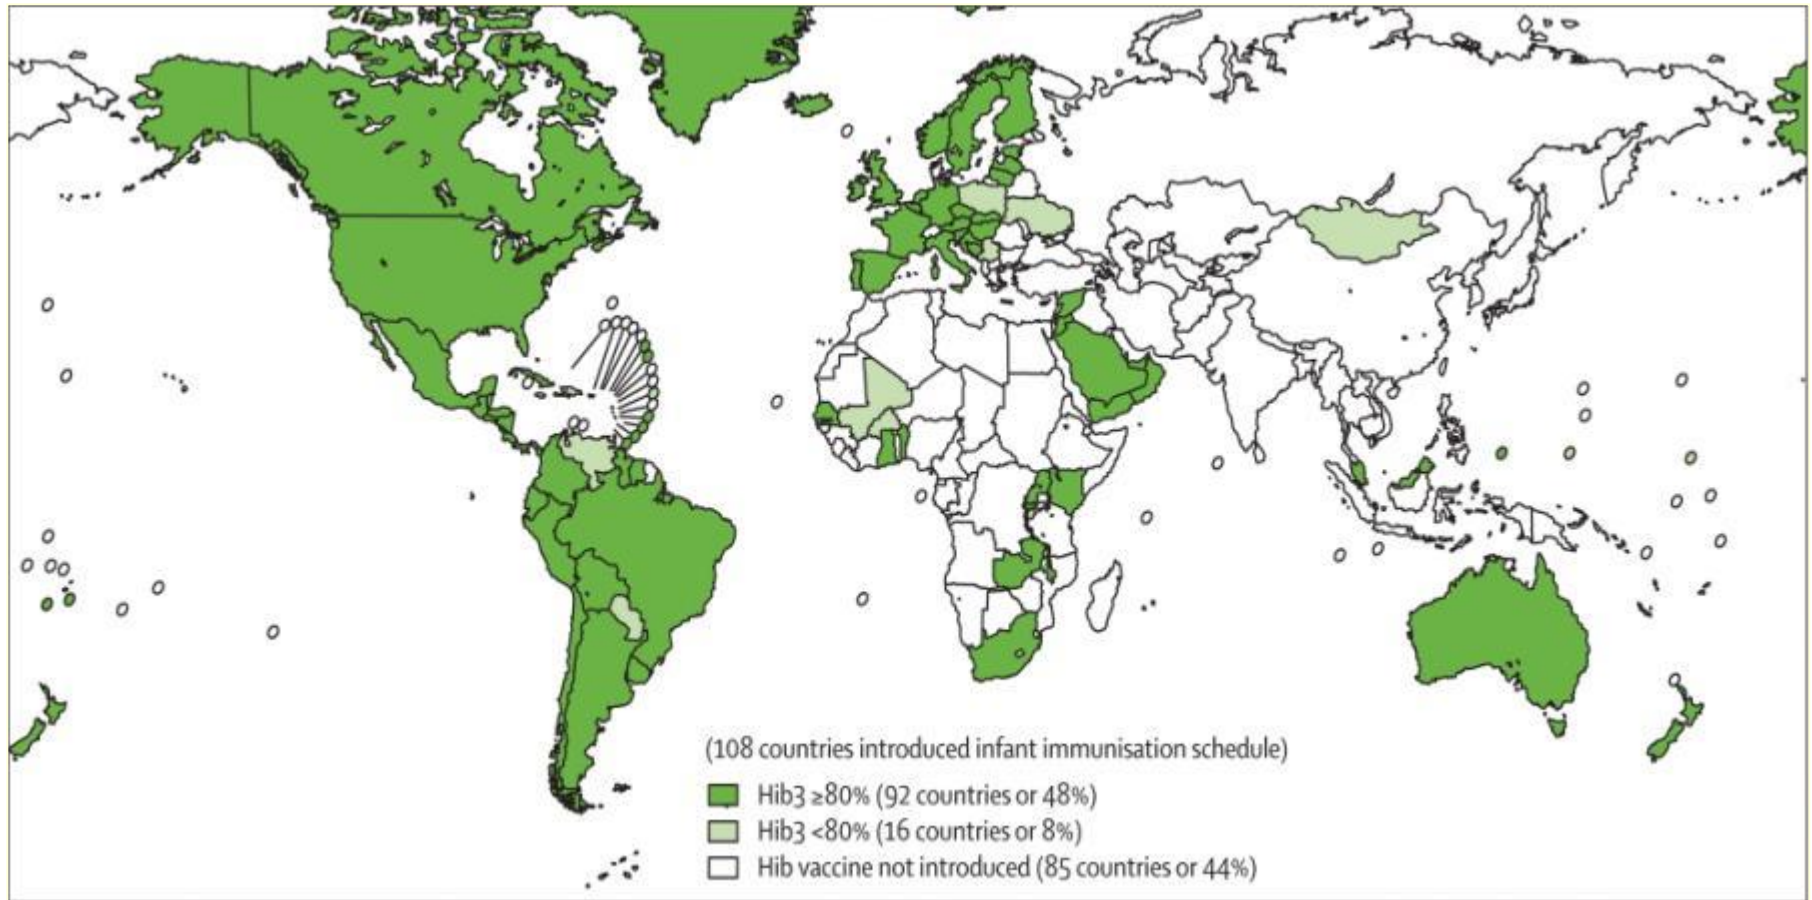 (108 countries introduced infant immunisation schedule)
Hib3 ≥80% (92 countries or 48%)
Hib3 <80% (16 countries or 8%)
Hib vaccine not introduced (85 countries or 44%)